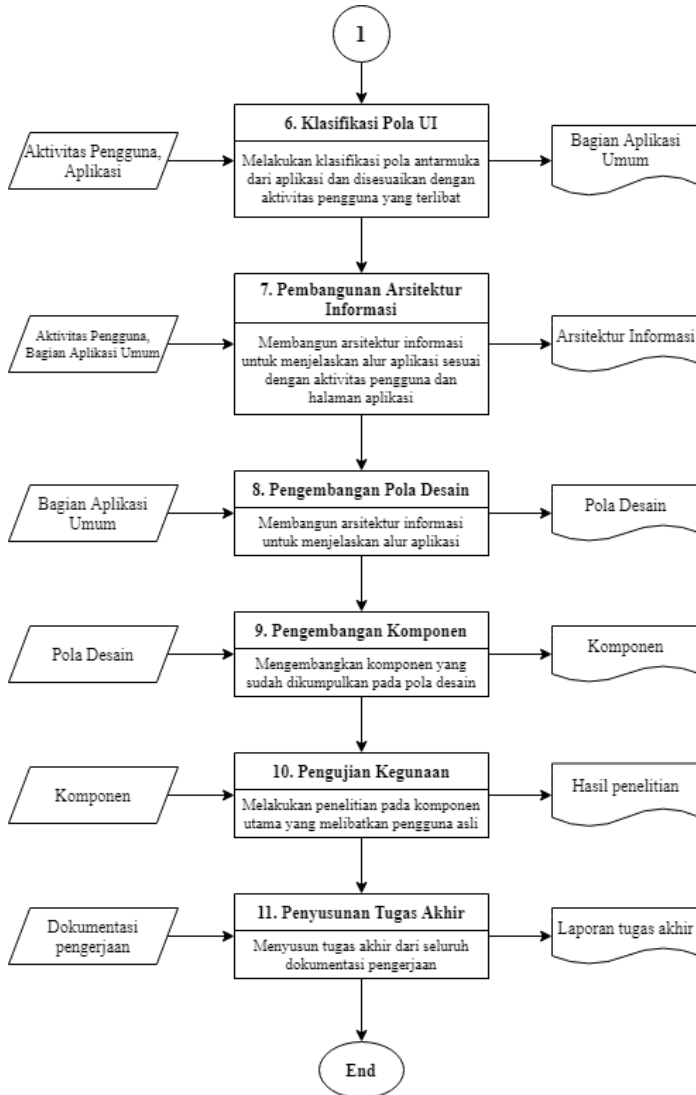 1
6. Klasifikasi Pola UI
Aktivitas Pengguna,
Aplikasi
Melakukan klasifikasi pola antarmuka
dari aplikasi dan disesuaikan dengan
aktivitas pengguna yang terlibat
Bagian Aplikasi
Umum
7. Pembangunan Arsitektur
Informasi
Aktivitas Pengguna,
Bagian Aplikasi Umum
Membangun arsitektur informasi
untuk menjelaskan alur aplikasi sesuai
dengan aktivitas pengguna dan
halaman aplikasi
Arsitektur Informasi
8. Pengembangan Pola Desain
Bagian Aplikasi
Umum
Membangun arsitektur informasi
untuk menjelaskan alur aplikasi
Pola Desain
9. Pengembangan Komponen
Pola Desain
Mengembangkan komponen yang
sudah dikumpulkan pada pola desain
Komponen
10. Pengujian Kegunaan
Komponen
Melakukan penelitian pada komponen
utama yang melibatkan pengguna asli
Hasil penelitian
11. Penyusunan Tugas Akhir
Dokumentasi
pengerjaan
Menyusun tugas akhir dari seluruh
dokumentasi pengerjaan
Laporan tugas akhir
End